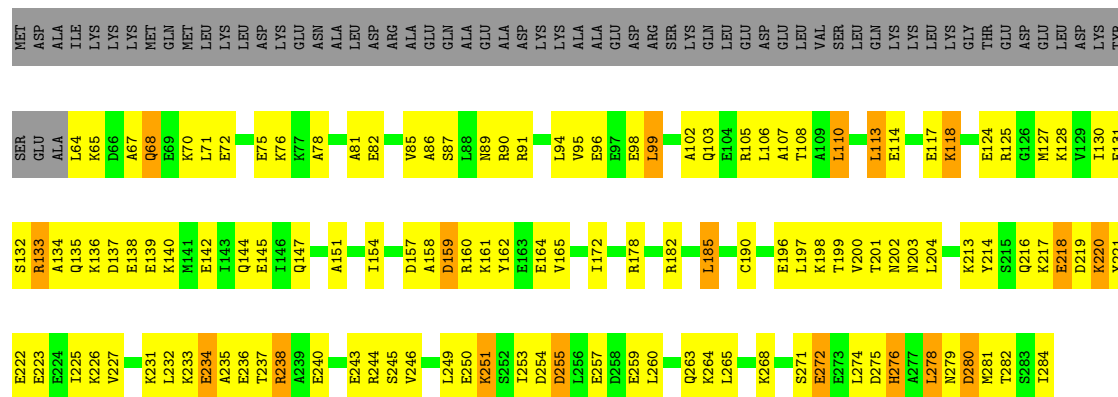 MET ASP ALA ILE LYS LYS LYS MET GLN MET LEU LYS LEU ASP LYS GLU ASN ALA LEU ASP ARG ALA GLU GLN ALA GLU ALA ASP LYS LYS ALA ALA GLU ASP ARG SER LYS GLN LEU GLU ASP GLU LEU VAL SER LEU GLN LYS LYS LEU LYS GLY THR GLU ASP GLU LEU ASP LYS TYR
SER GLU ALA L64 K65 D66 A67 Q68 E69 K70 L71 E72 E75 K76 K77 A78 A81 E82 V85 A86 S87 L88 N89 R90 R91 L94 V95 E96 E97 E98 L99 A102 Q103 E104 R105 L106 A107 T108 A109 L110 L113 E114 E117 K118 E124 R125 G126 M127 K128 V129 I130 E131
S132 R133 A134 Q135 K136 D137 E138 E139 K140 M141 E142 I143 Q144 E145 I146 Q147 A151 I154 D157 A158 D159 R160 K161 Y162 E163 E164 V165 I172 R178 R182 L185 C190 E196 L197 K198 T199 V200 T201 N202 N203 L204 K213 Y214 S215 Q216 K217 E218 D219 K220 Y221
E222 E223 E224 I225 K226 V227 K231 L232 K233 E234 A235 E236 T237 R238 A239 E240 E243 R244 S245 V246 L249 E250 K251 S252 I253 D254 D255 L256 E257 D258 E259 L260 Q263 K264 L265 K268 S271 E272 E273 L274 D275 H276 A277 L278 N279 D280 M281 T282 S283 I284